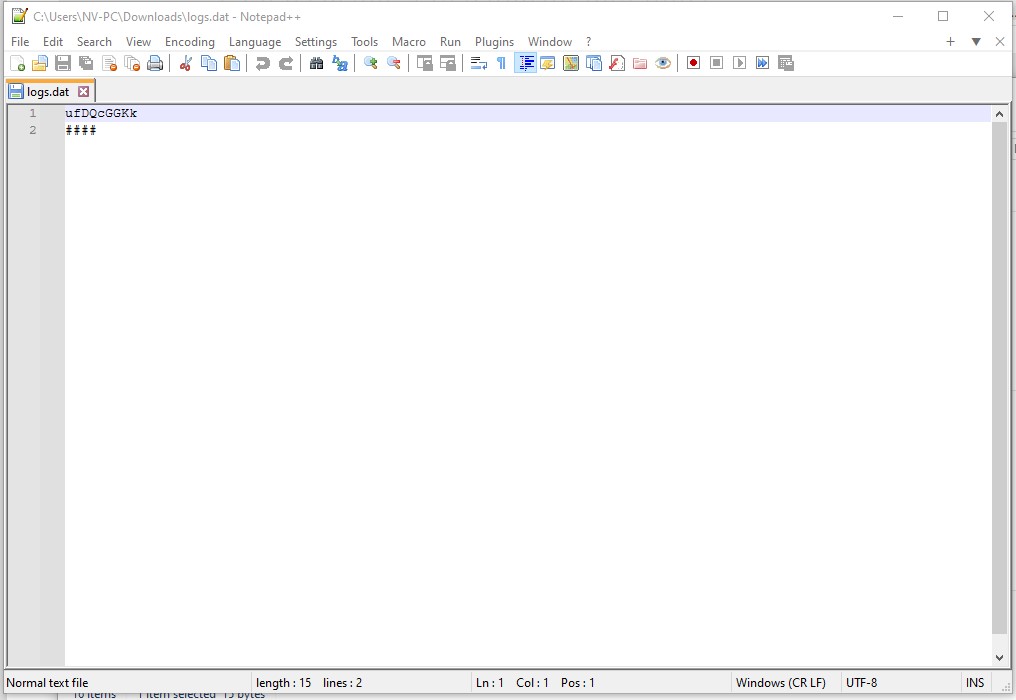 C:\Users\NV-PC\Downloads\logs.dat - Notepad++
File Edit Search View Encoding Language Settings Tools Macro Run Plugins Window ?
logs.dat
1 ufDQcGGKk
2 ####
Normal text file length : 15 lines : 2 Ln : 1 Col : 1 Pos : 1 Windows (CR LF) UTF-8 INS
10 items 1 item selected 15 bytes